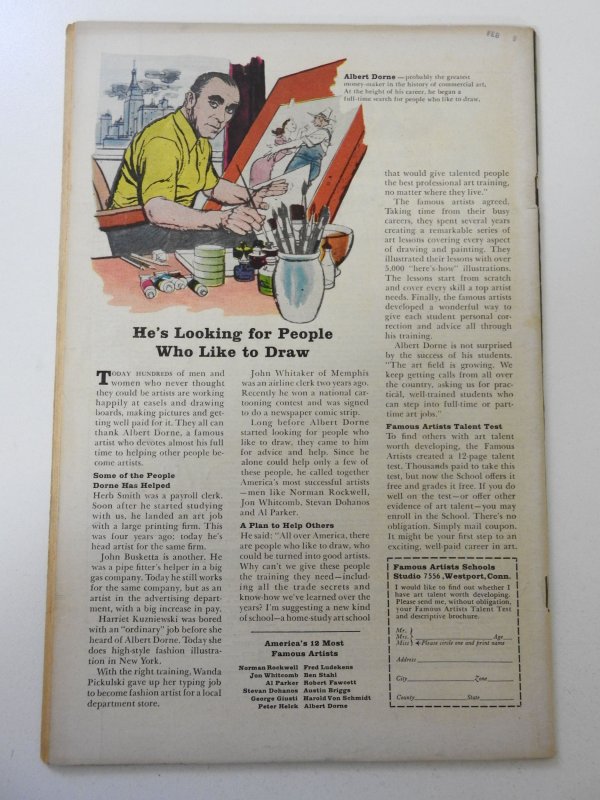 FEB
Albert Dorne—probably the greatest
money-maker in the history of commercial art.
At the height of his career, he began a
full-time search for people who like to draw.
He's Looking for People
Who Like to Draw
TODAY HUNDREDS of men and
women who never thought
they could be artists are working
happily at easels and drawing
boards, making pictures and get-
ting well paid for it. They all can
thank Albert Dorne, a famous
artist who devotes almost his full
time to helping other people be-
come artists.
Some of the People
Dorne Has Helped
Herb Smith was a payroll clerk.
Soon after he started studying
with us, he landed an art job
with a large printing firm. This
was four years ago: today he's
head artist for the same firm.
John Busketta is another. He
was a pipe fitter's helper in a big
gas company. Today he still works
for the same company, but as an
artist in the advertising depart-
ment, with a big increase in pay.
Harriet Kuzniewski was bored
with an "ordinary" job before she
heard of Albert Dorne. Today she
does high-style fashion illustra-
tion in New York.
With the right training, Wanda
Pickulski gave up her typing job
to become fashion artist for a local
department store.
John Whitaker of Memphis
was an airline clerk two years ago.
Recently he won a national car-
tooning contest and was signed
to do a newspaper comic strip.
Long before Albert Dorne
started looking for people who
like to draw, they came to him
for advice and help. Since he
alone could help only a few of
these people, he called together
America's most successful artists
—men like Norman Rockwell,
Jon Whitcomb, Stevan Dohanos
and Al Parker.
A Plan to Help Others
He said: "All over America, there
are people who like to draw, who
could be turned into good artists.
Why can't we give these people
the training they need—includ-
ing all the trade secrets and
know-how we've learned over the
years? I'm suggesting a new kind
of school—a home-study art school
America's 12 Most
Famous Artists
Norman Rockwell Fred Ludekens
Jon Whitcomb Ben Stahl
Al Parker Robert Fawcett
Stevan Dohanos Austin Briggs
George Giusti Harold Von Schmidt
Peter Helck Albert Dorne
that would give talented people
the best professional art training,
no matter where they live."
The famous artists agreed.
Taking time from their busy
careers, they spent several years
creating a remarkable series of
art lessons covering every aspect
of drawing and painting. They
illustrated their lessons with over
5,000 "here's-how" illustrations.
The lessons start from scratch
and cover every skill a top artist
needs. Finally, the famous artists
developed a wonderful way to
give each student personal cor-
rection and advice all through
his training.
Albert Dorne is not surprised
by the success of his students.
"The art field is growing. We
keep getting calls from all over
the country, asking us for prac-
tical, well-trained students who
can step into full-time or part-
time art jobs."
Famous Artists Talent Test
To find others with art talent
worth developing, the Famous
Artists created a 12-page talent
test. Thousands paid to take this
test, but now the School offers it
free and grades it free. If you do
well on the test—or offer other
evidence of art talent—you may
enroll in the School. There's no
obligation. Simply mail coupon.
It might be your first step to an
exciting, well-paid career in art.
Famous Artists Schools
Studio 7556, Westport, Conn.
I would like to find out whether I
have art talent worth developing.
Please send me, without obligation,
your Famous Artists Talent Test
and descriptive brochure.
Mr.
Mrs. Age
Miss Please circle one and print name
Address
City Zone
County State